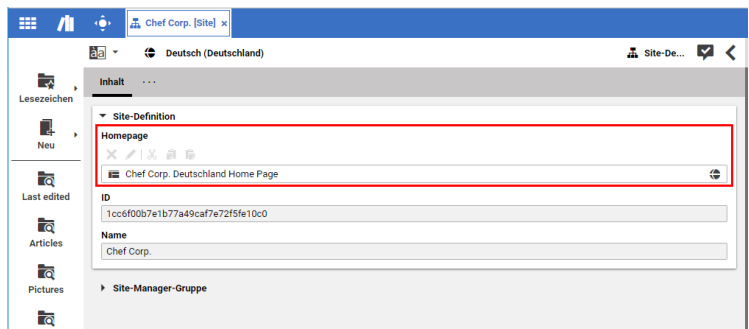 Chef Corp. [Site] ×
àa Deutsch (Deutschland) Site-De...
Inhalt ...
Lesezeichen
Neu
Last edited
Articles
Pictures
Site-Definition
Homepage
Chef Corp. Deutschland Home Page
ID
1cc6f00b7e1b77a49caf7e72f5fe10c0
Name
Chef Corp.
Site-Manager-Gruppe